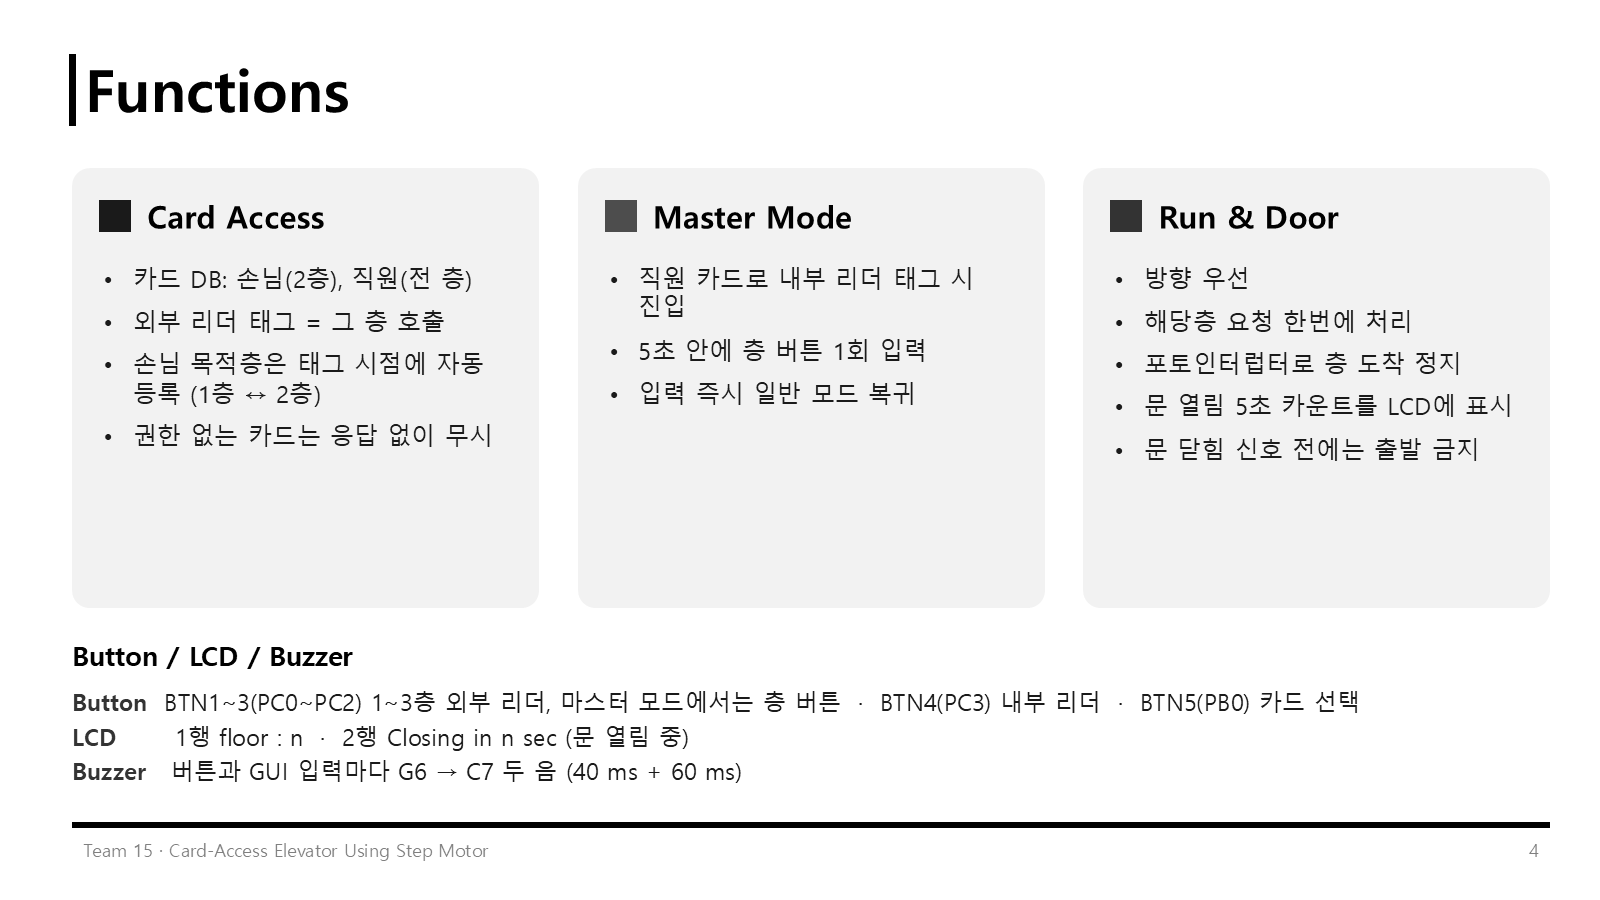 Functions
Card Access
• 카드 DB: 손님(2층), 직원(전 층)
• 외부 리더 태그 = 그 층 호출
• 손님 목적층은 태그 시점에 자동
등록 (1층 ↔ 2층)
• 권한 없는 카드는 응답 없이 무시
Master Mode
• 직원 카드로 내부 리더 태그 시
진입
• 5초 안에 층 버튼 1회 입력
• 입력 즉시 일반 모드 복귀
Run & Door
• 방향 우선
• 해당층 요청 한번에 처리
• 포토인터럽터로 층 도착 정지
• 문 열림 5초 카운트를 LCD에 표시
• 문 닫힘 신호 전에는 출발 금지
Button / LCD / Buzzer
Button BTN1~3(PC0~PC2) 1~3층 외부 리더, 마스터 모드에서는 층 버튼 · BTN4(PC3) 내부 리더 · BTN5(PB0) 카드 선택
LCD 1행 floor : n · 2행 Closing in n sec (문 열림 중)
Buzzer 버튼과 GUI 입력마다 G6 → C7 두 음 (40 ms + 60 ms)
Team 15 · Card-Access Elevator Using Step Motor
4